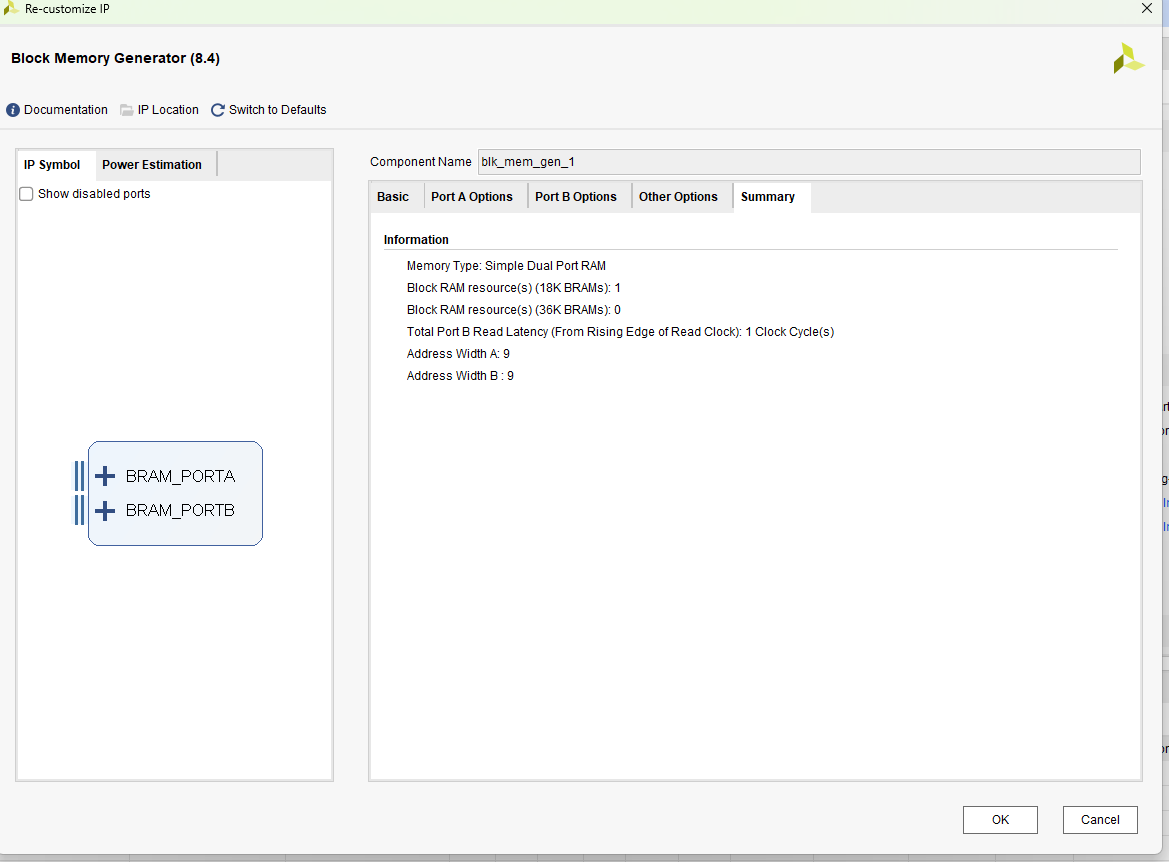 Re-customize IP
Block Memory Generator (8.4)
Documentation IP Location Switch to Defaults
IP Symbol Power Estimation
Show disabled ports
BRAM_PORTA
BRAM_PORTB
Component Name blk_mem_gen_1
Basic Port A Options Port B Options Other Options Summary
Information
Memory Type: Simple Dual Port RAM
Block RAM resource(s) (18K BRAMs): 1
Block RAM resource(s) (36K BRAMs): 0
Total Port B Read Latency (From Rising Edge of Read Clock): 1 Clock Cycle(s)
Address Width A: 9
Address Width B : 9
OK Cancel